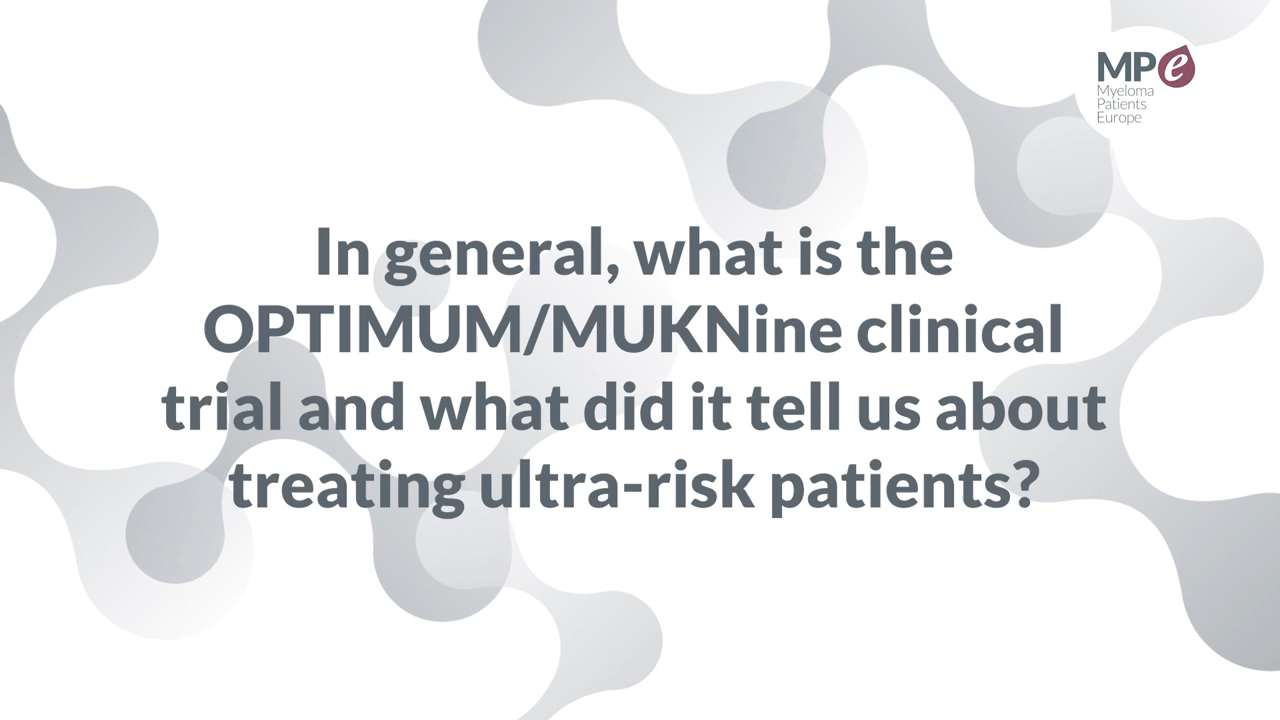 MPe
Myeloma
Patients
Europe
In general, what is the
OPTIMUM/MUKNine clinical
trial and what did it tell us about
treating ultra-risk patients?